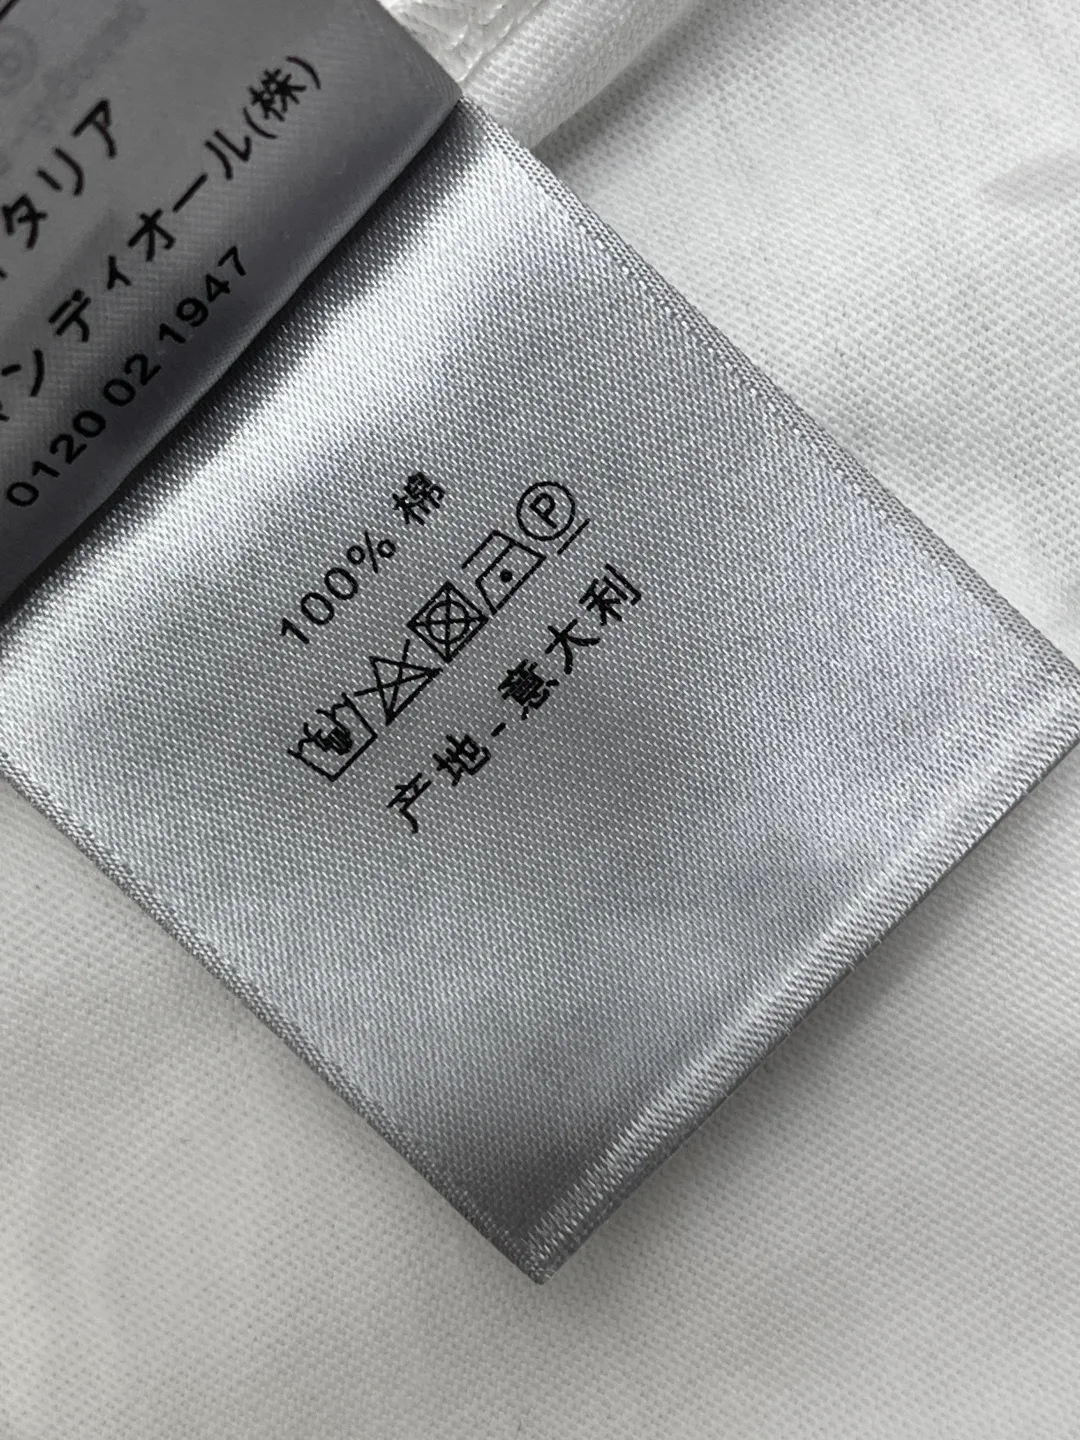 タリア
ン ディオール(株)
0120 02 1947
100% 棉
P
产地-意大利